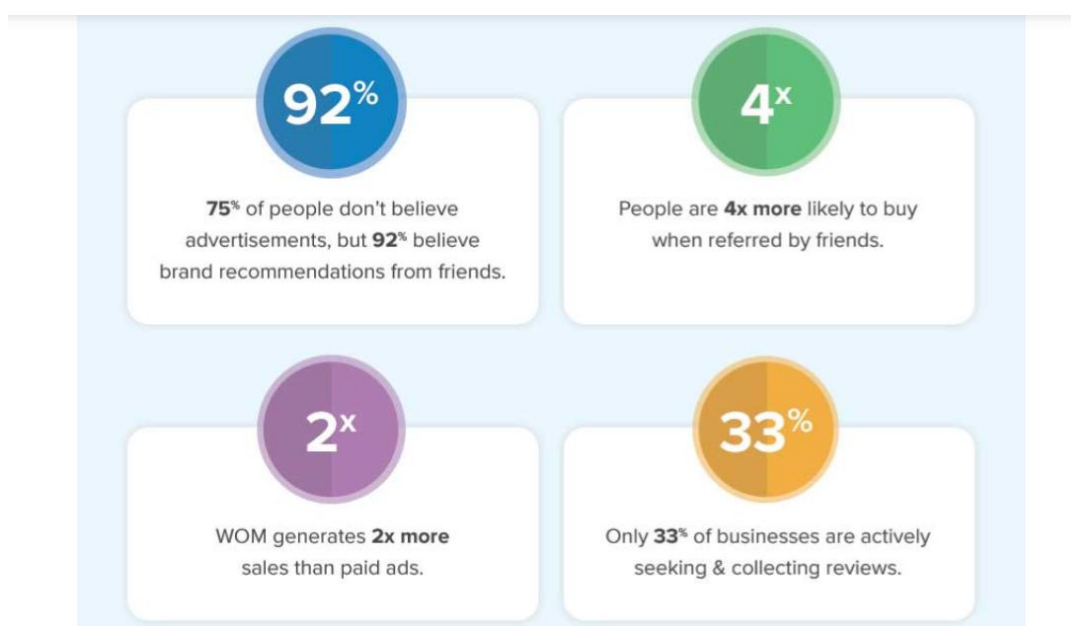 92%
75% of people don't believe
advertisements, but 92% believe
brand recommendations from friends.
4x
People are 4x more likely to buy
when referred by friends.
2x
WOM generates 2x more
sales than paid ads.
33%
Only 33% of businesses are actively
seeking & collecting reviews.